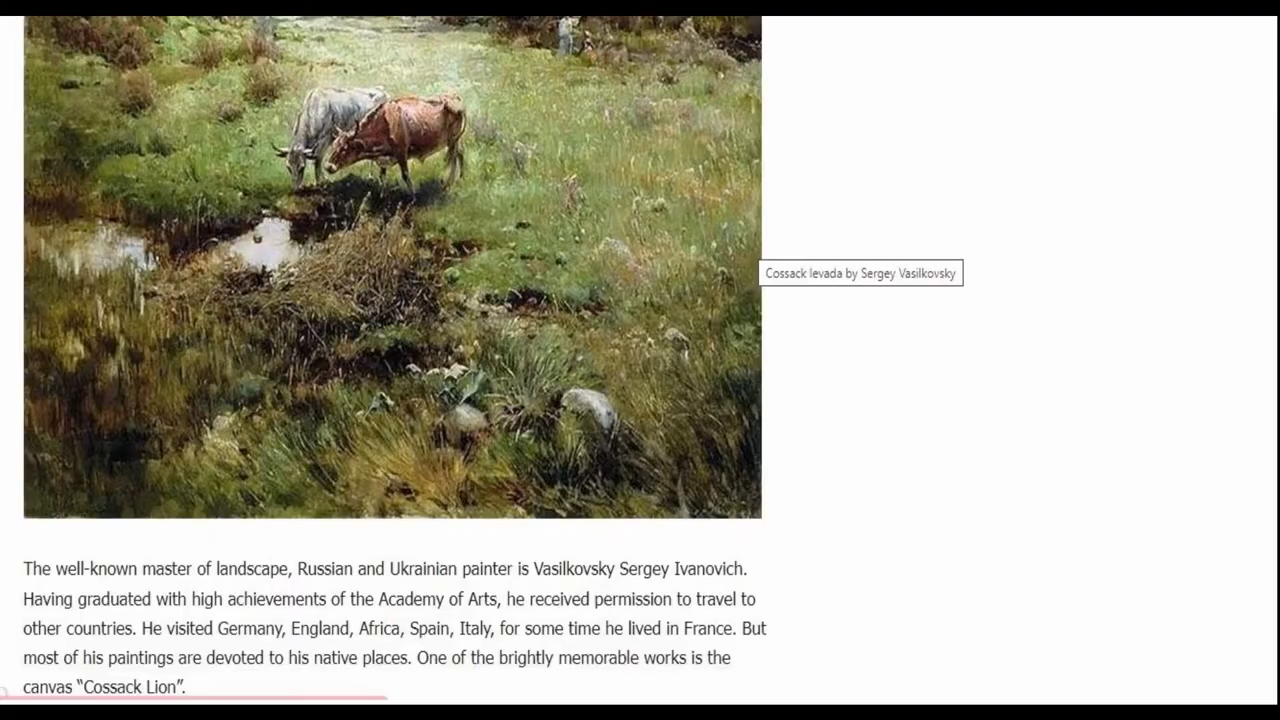 Cossack levada by Sergey Vasilkovsky
The well-known master of landscape, Russian and Ukrainian painter is Vasilkovsky Sergey Ivanovich.
Having graduated with high achievements of the Academy of Arts, he received permission to travel to
other countries. He visited Germany, England, Africa, Spain, Italy, for some time he lived in France. But
most of his paintings are devoted to his native places. One of the brightly memorable works is the
canvas “Cossack Lion”.